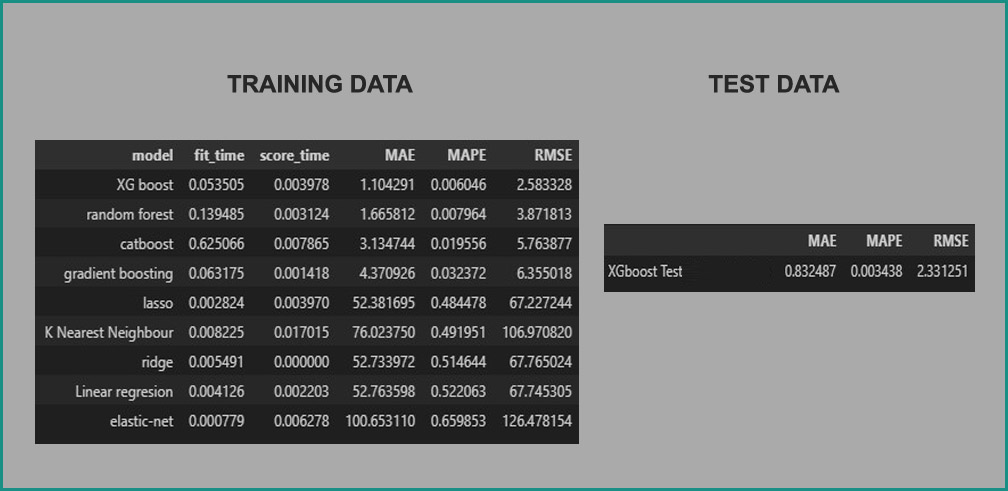 TRAINING DATA
model fit_time score_time MAE MAPE RMSE
XG boost 0.053505 0.003978 1.104291 0.006046 2.583328
random forest 0.139485 0.003124 1.665812 0.007964 3.871813
catboost 0.625066 0.007865 3.134744 0.019556 5.763877
gradient boosting 0.063175 0.001418 4.370926 0.032372 6.355018
lasso 0.002824 0.003970 52.381695 0.484478 67.227244
K Nearest Neighbour 0.008225 0.017015 76.023750 0.491951 106.970820
ridge 0.005491 0.000000 52.733972 0.514644 67.765024
Linear regresion 0.004126 0.002203 52.763598 0.522063 67.745305
elastic-net 0.000779 0.006278 100.653110 0.659853 126.478154
TEST DATA
MAE MAPE RMSE
XGboost Test 0.832487 0.003438 2.331251